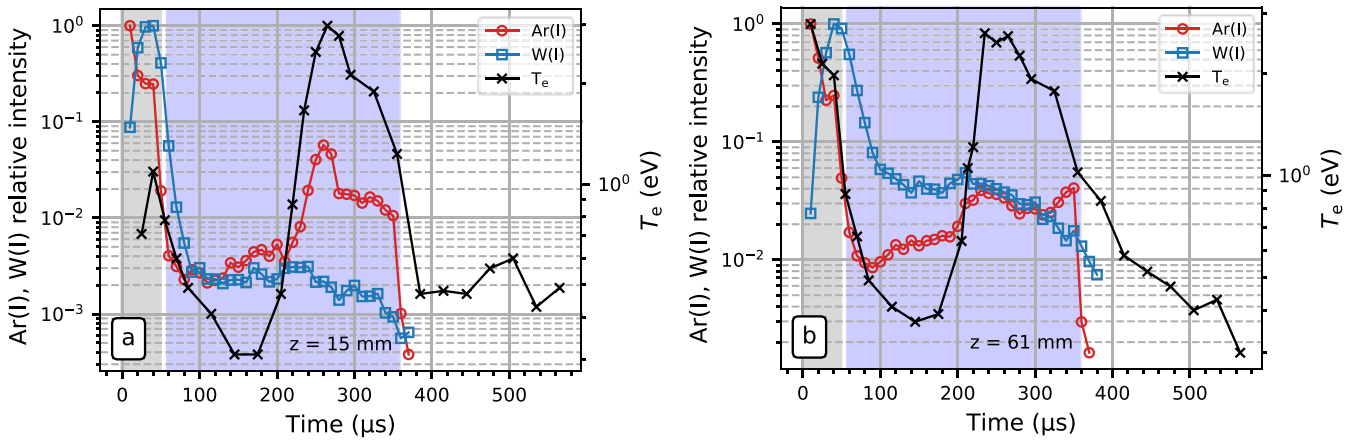 Ar(I), W(I) relative intensity
10⁰
10⁻¹
10⁻²
10⁻³
Ar(I)
W(I)
Tₑ
a
z = 15 mm
10⁰
Tₑ (eV)
0 100 200 300 400 500
Time (μs)
Ar(I), W(I) relative intensity
10⁰
10⁻¹
10⁻²
Ar(I)
W(I)
Tₑ
b
z = 61 mm
10⁰
Tₑ (eV)
0 100 200 300 400 500
Time (μs)